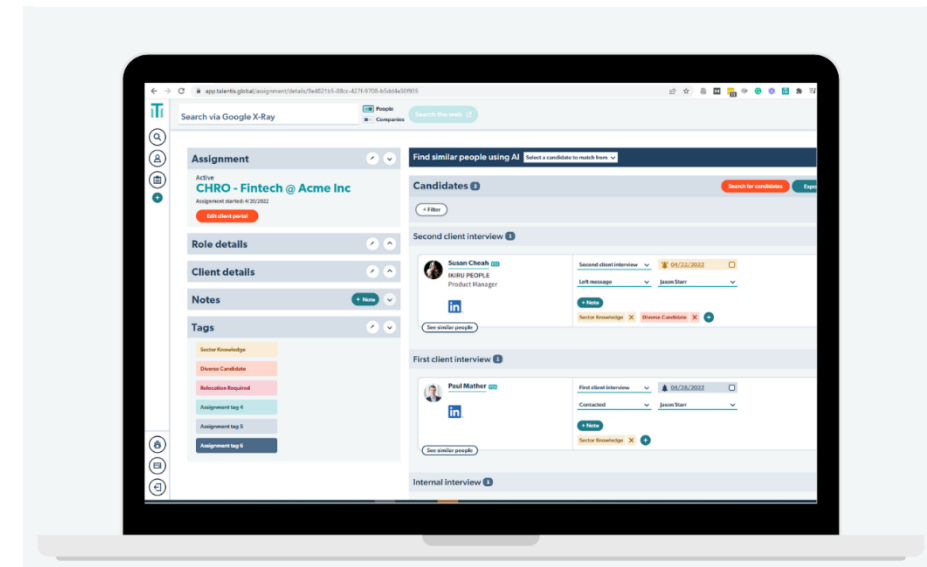 app.talentis.global/assignment/details/
Search via Google X-Ray
People
Companies
Search the web
Assignment
Active
CHRO - Fintech @ Acme Inc
Assignment started: 4/20/2022
Edit client portal
Role details
Client details
Notes
+ Note
Tags
Sector Knowledge
Diverse Candidate
Relocation Required
Assignment tag 4
Assignment tag 5
Assignment tag 6
Find similar people using AI
Select a candidate to match from
Candidates
Search for candidates
Expo
+ Filter
Second client interview
Susan Cheah
IKIRU PEOPLE
Product Manager
in
See similar people
Second client interview
04/22/2022
Left message
Jason Starr
+ Note
Sector Knowledge X
Diverse Candidate X
First client interview
Paul Mather
in
See similar people
First client interview
04/28/2022
Contacted
Jason Starr
+ Note
Sector Knowledge X
Internal interview